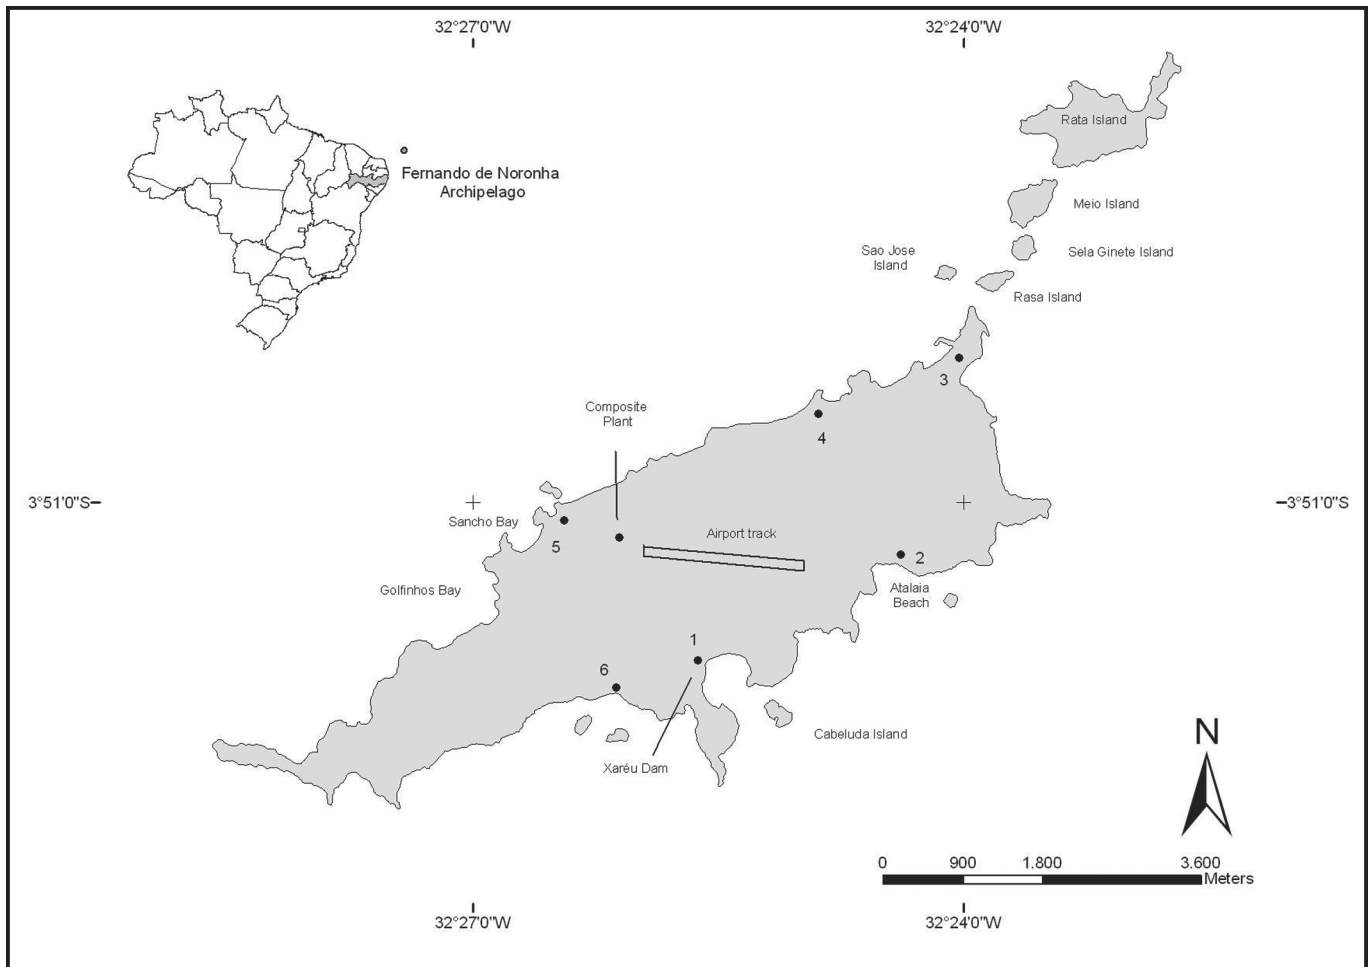 32°27'0"W
32°24'0"W
Rata Island
Fernando de Noronha
Archipelago
Meio Island
Sao Jose
Island
Sela Ginete Island
Rasa Island
3
Composite
Plant
4
3°51'0"S
3°51'0"S
Sancho Bay
5
Airport track
2
Golfinhos Bay
Atalaia
Beach
1
6
Cabeluda Island
Xaréu Dam
N
0 900 1.800 3.600
Meters
32°27'0"W
32°24'0"W